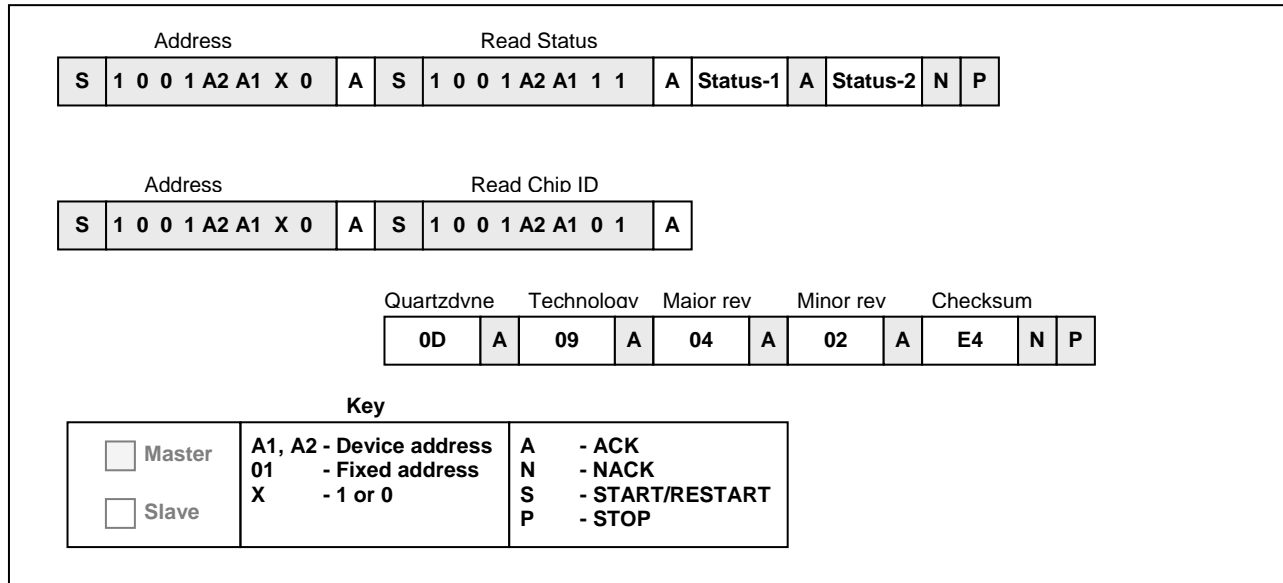 Address Read Status
S 1 0 0 1 A2 A1 X 0 A S 1 0 0 1 A2 A1 1 1 A Status-1 A Status-2 N P
Address Read Chip ID
S 1 0 0 1 A2 A1 X 0 A S 1 0 0 1 A2 A1 0 1 A
Quartzdyne Technology Major rev Minor rev Checksum
0D A 09 A 04 A 02 A E4 N P
Key
Master
Slave
A1, A2 - Device address
01 - Fixed address
X - 1 or 0
A - ACK
N - NACK
S - START/RESTART
P - STOP